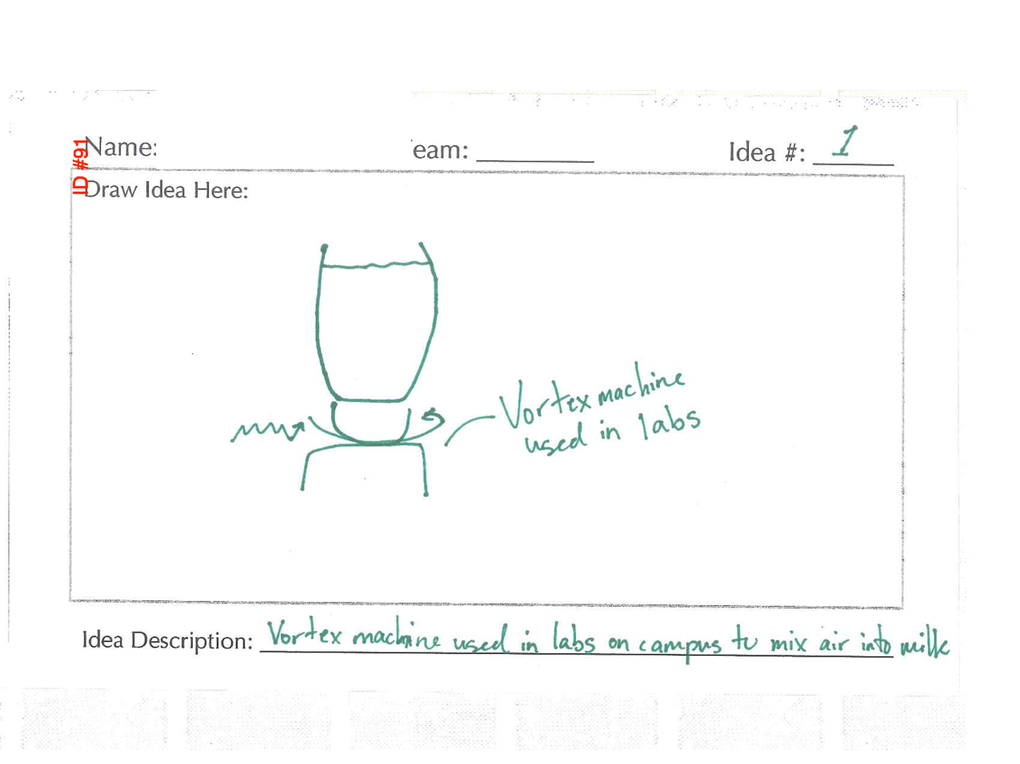 ID #91
Name:
eam:
Idea #: 1
Draw Idea Here:
Vortex machine
used in labs
Idea Description: Vortex machine used in labs on campus to mix air into milk